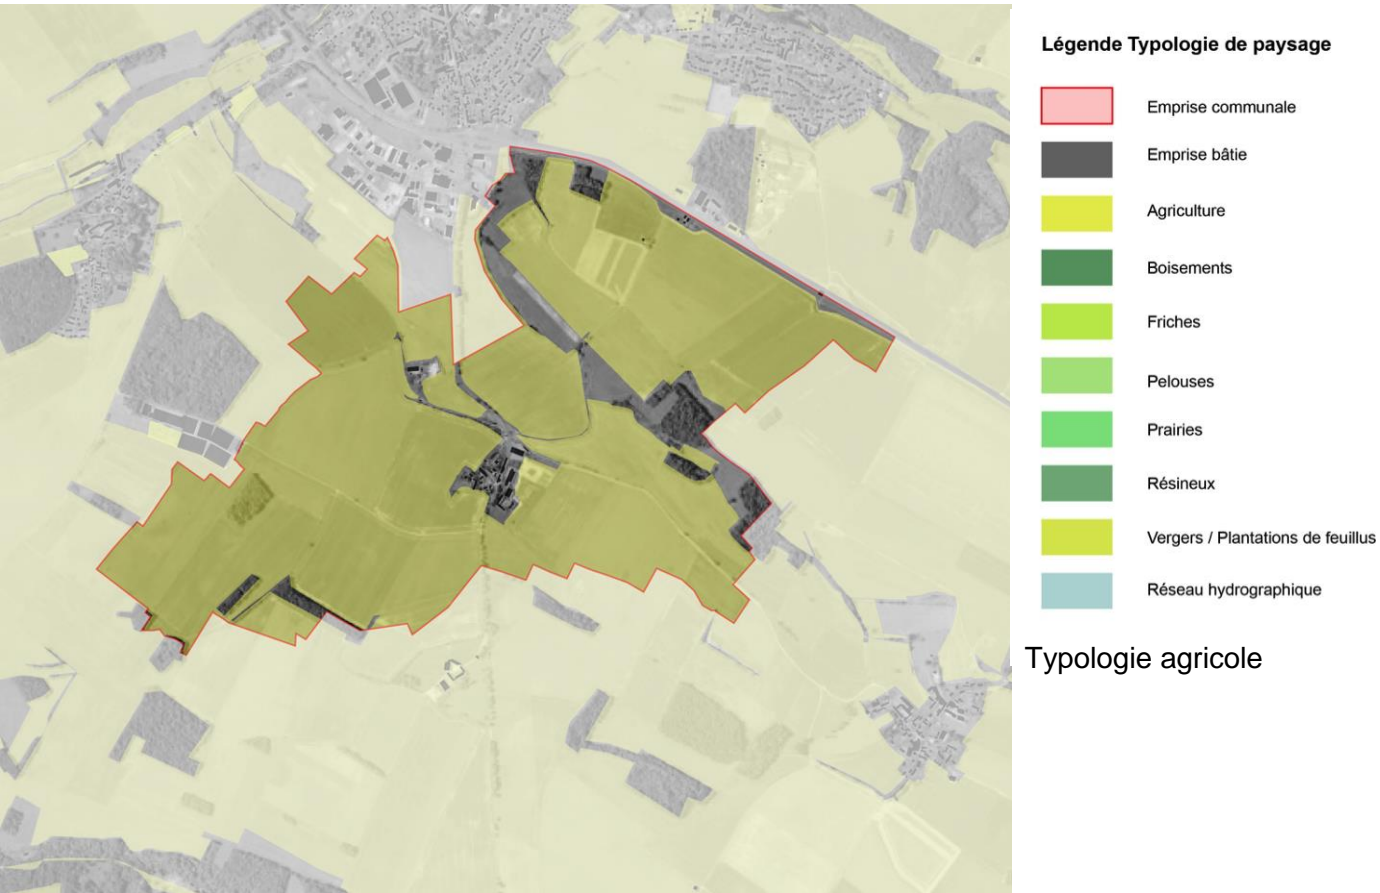 Légende Typologie de paysage
Emprise communale
Emprise bâtie
Agriculture
Boisements
Friches
Pelouses
Prairies
Résineux
Vergers / Plantations de feuillus
Réseau hydrographique
Typologie agricole